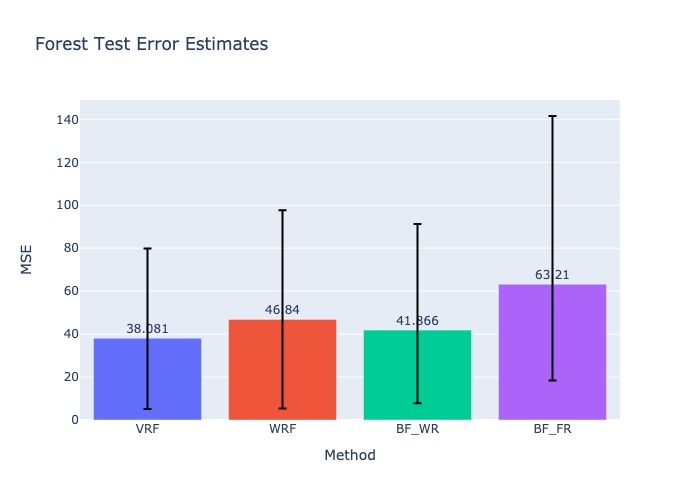 Forest Test Error Estimates
140
120
100
80
60
40
20
0
MSE
38.081
46.84
41.866
63.21
VRF
WRF
BF_WR
BF_FR
Method